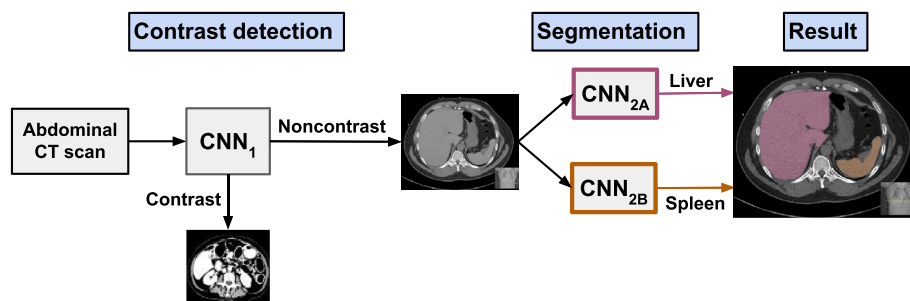 Contrast detection
Segmentation
Result
Abdominal
CT scan
CNN1
Noncontrast
Contrast
CNN2A
Liver
CNN2B
Spleen